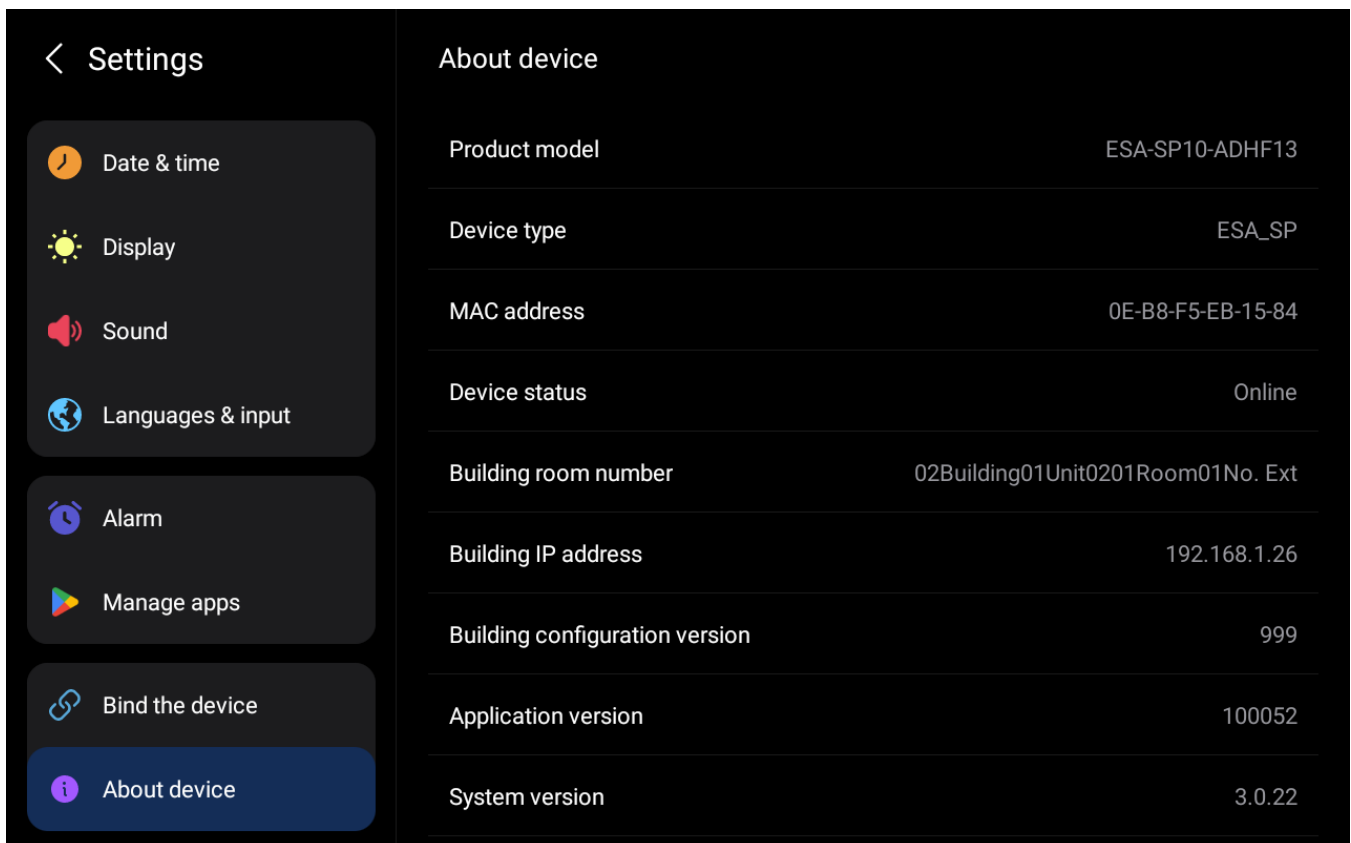 Settings
Date & time
Display
Sound
Languages & input
Alarm
Manage apps
Bind the device
About device
About device
Product model ESA-SP10-ADHF13
Device type ESA_SP
MAC address 0E-B8-F5-EB-15-84
Device status Online
Building room number 02Building01Unit0201Room01No. Ext
Building IP address 192.168.1.26
Building configuration version 999
Application version 100052
System version 3.0.22